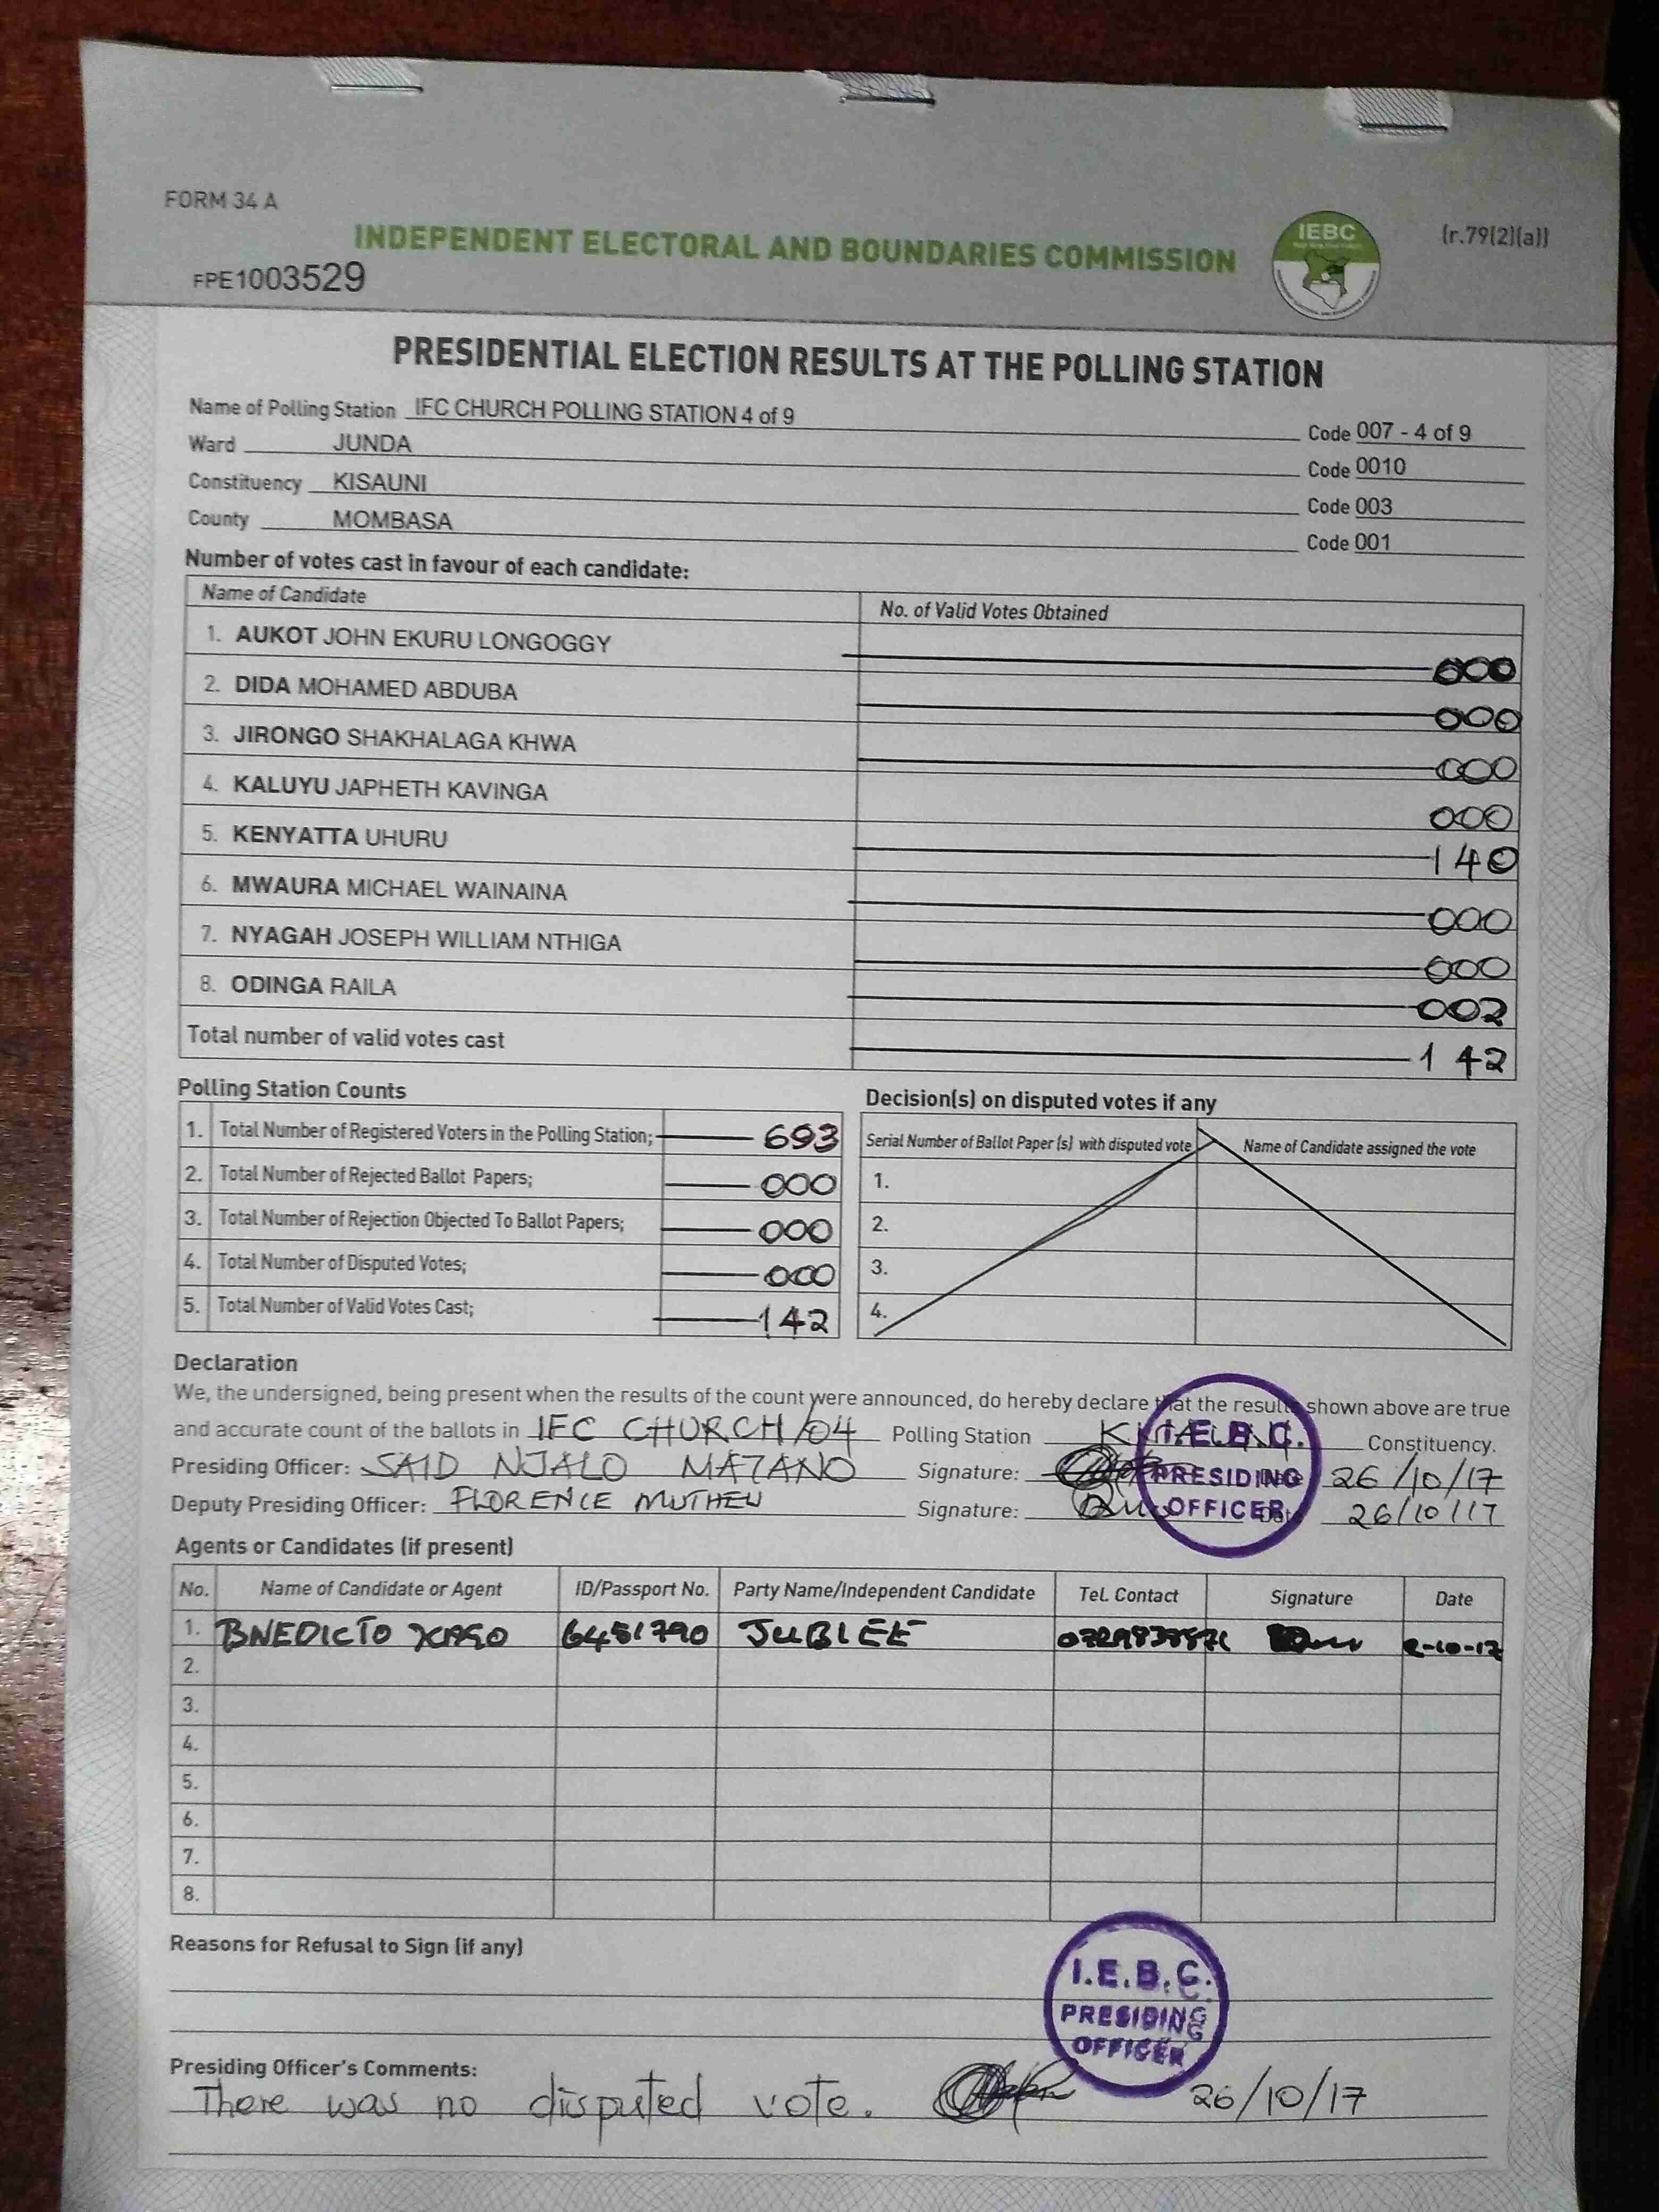 FORM 34 A
INDEPENDENT ELECTORAL AND BOUNDARIES COMMISSION
IEBC
(r.79(2)(a))
FPE1003529
PRESIDENTIAL ELECTION RESULTS AT THE POLLING STATION
Name of Polling Station IFC CHURCH POLLING STATION 4 of 9 Code 007 - 4 of 9
Ward JUNDA Code 0010
Constituency KISAUNI Code 003
County MOMBASA Code 001
Number of votes cast in favour of each candidate:
Name of Candidate No. of Valid Votes Obtained
1. AUKOT JOHN EKURU LONGOGGY 000
2. DIDA MOHAMED ABDUBA 000
3. JIRONGO SHAKHALAGA KHWA 000
4. KALUYU JAPHETH KAVINGA 000
5. KENYATTA UHURU 140
6. MWAURA MICHAEL WAINAINA 000
7. NYAGAH JOSEPH WILLIAM NTHIGA 000
8. ODINGA RAILA 002
Total number of valid votes cast 142
Polling Station Counts
1. Total Number of Registered Voters in the Polling Station; 693
2. Total Number of Rejected Ballot Papers; 000
3. Total Number of Rejection Objected To Ballot Papers; 000
4. Total Number of Disputed Votes; 000
5. Total Number of Valid Votes Cast; 142
Decision(s) on disputed votes if any
Serial Number of Ballot Paper (s) with disputed vote Name of Candidate assigned the vote
1.
2.
3.
4.
Declaration
We, the undersigned, being present when the results of the count were announced, do hereby declare that the results shown above are true
and accurate count of the ballots in IFC CHURCH/04 Polling Station Constituency.
Presiding Officer: SAID NJALO MATANO Signature: Date 26/10/17
Deputy Presiding Officer: FLORENCE MUTHEU Signature: Date 26/10/17
I.E.B.C.
PRESIDING
OFFICER
Agents or Candidates (if present)
No. Name of Candidate or Agent ID/Passport No. Party Name/Independent Candidate Tel. Contact Signature Date
1. BNEDICTO JUBLEE
2.
3.
4.
5.
6.
7.
8.
Reasons for Refusal to Sign (if any)
I.E.B.C.
PRESIDING
OFFICER
Presiding Officer's Comments:
There was no disputed vote. 26/10/17